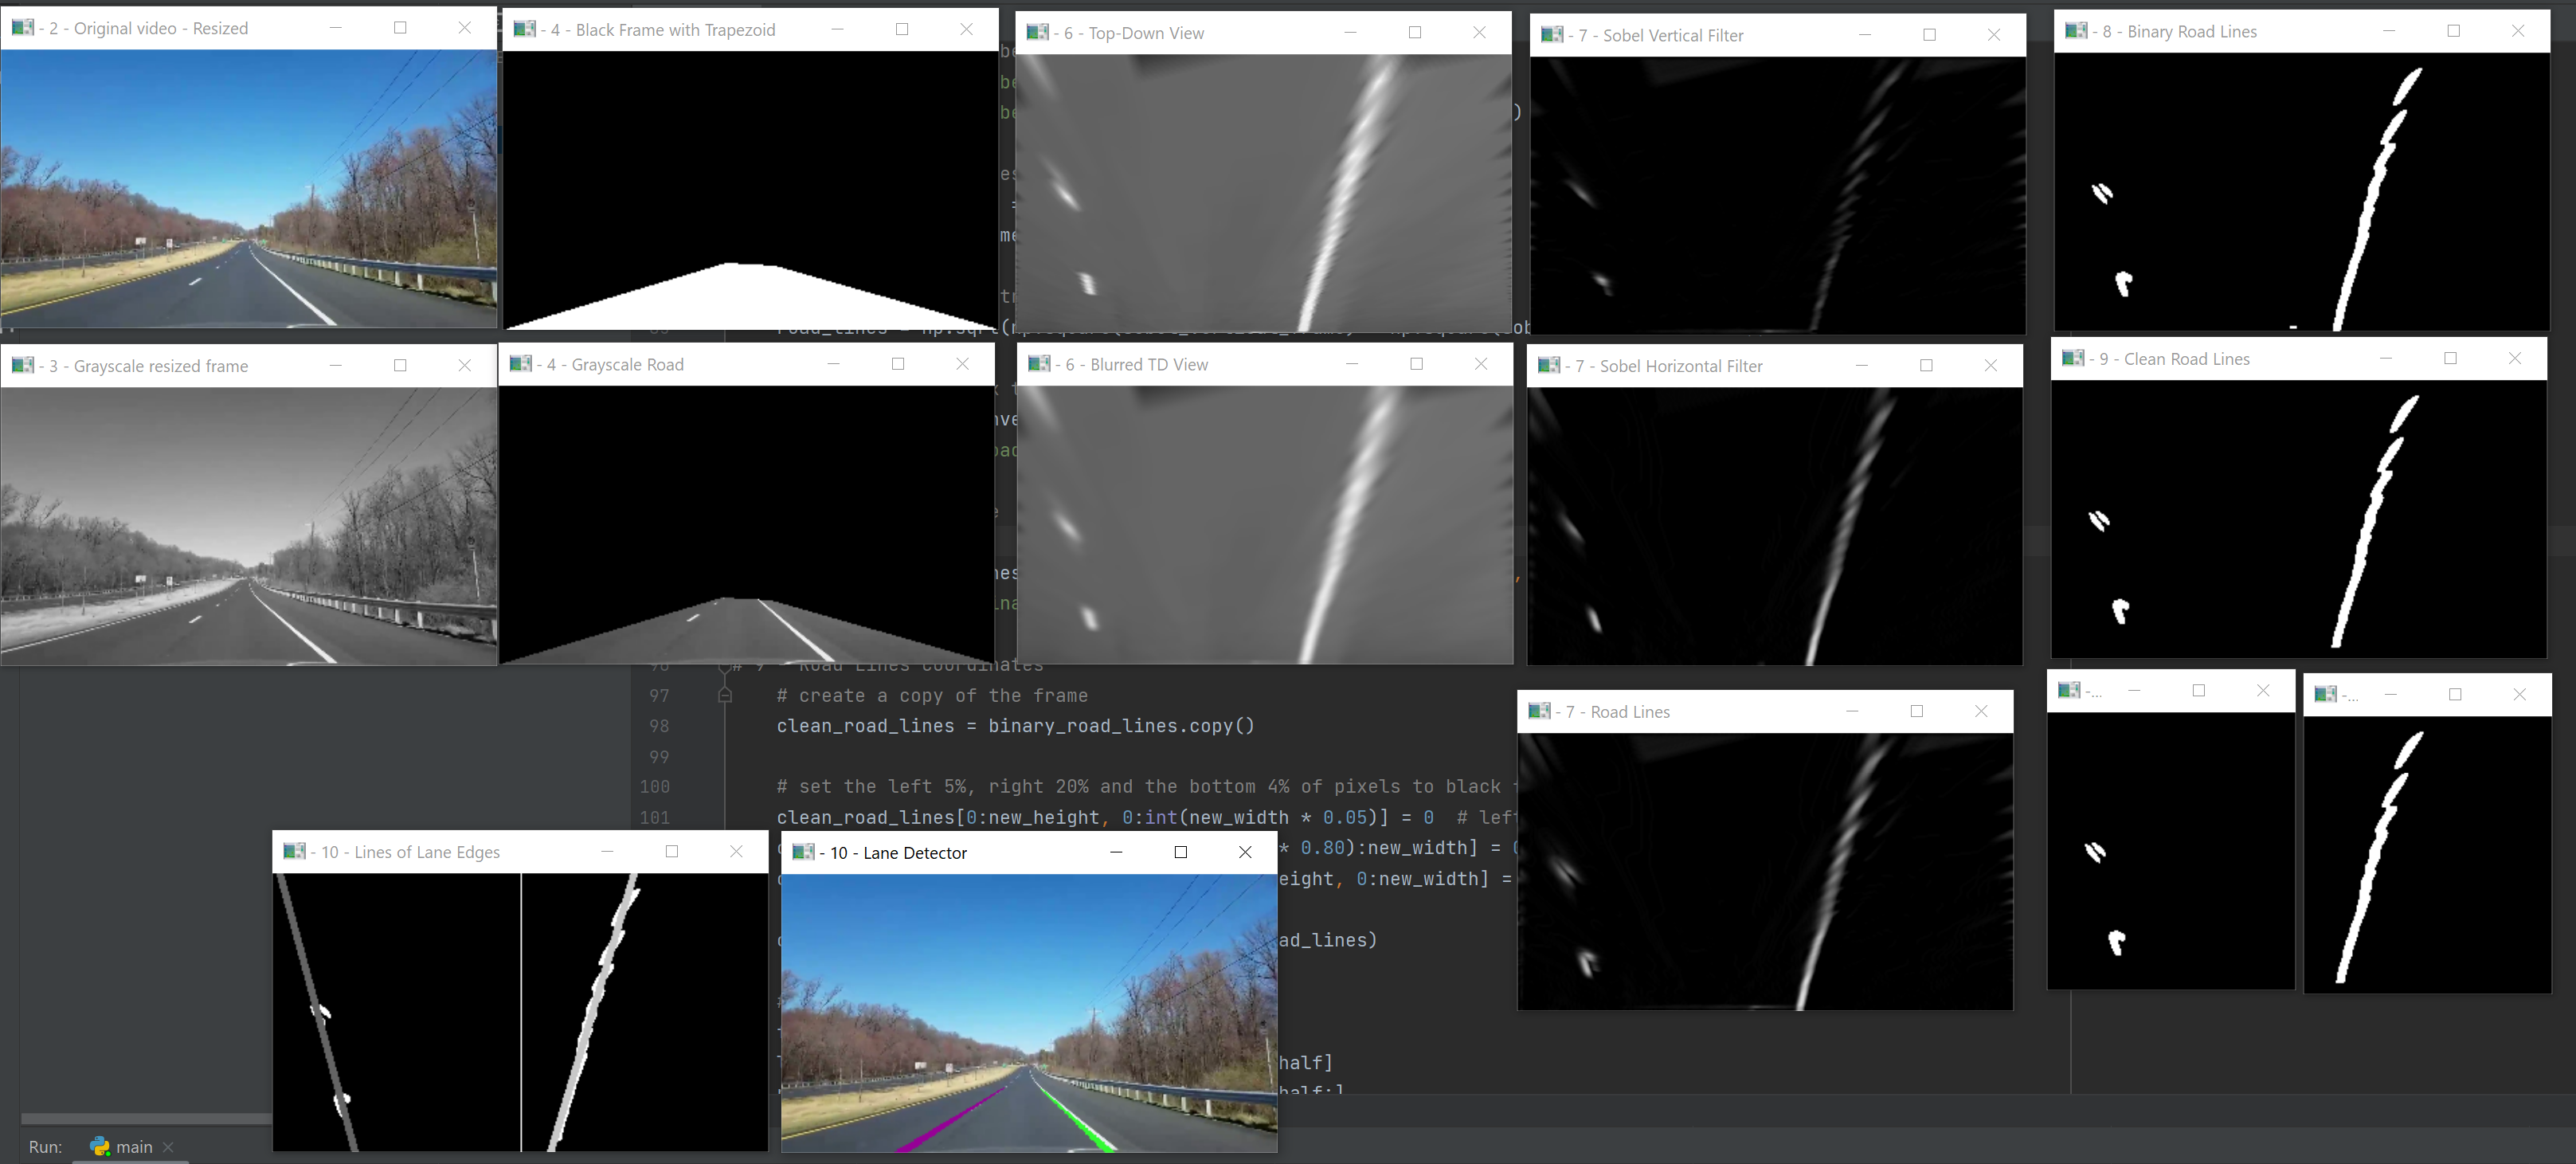 - 2 - Original video - Resized
- 4 - Black Frame with Trapezoid
- 6 - Top-Down View
- 7 - Sobel Vertical Filter
- 8 - Binary Road Lines
- 3 - Grayscale resized frame
- 4 - Grayscale Road
- 6 - Blurred TD View
- 7 - Sobel Horizontal Filter
- 9 - Clean Road Lines
# 9 - Road Lines Coordinates
97 # create a copy of the frame
98 clean_road_lines = binary_road_lines.copy()
99
100 # set the left 5%, right 20% and the bottom 4% of pixels to black
101 clean_road_lines[0:new_height, 0:int(new_width * 0.05)] = 0 # left
* 0.80):new_width] =
eight, 0:new_width] =
ad_lines)
half]
half:]
- 7 - Road Lines
-...
-...
- 10 - Lines of Lane Edges
- 10 - Lane Detector
Run: main